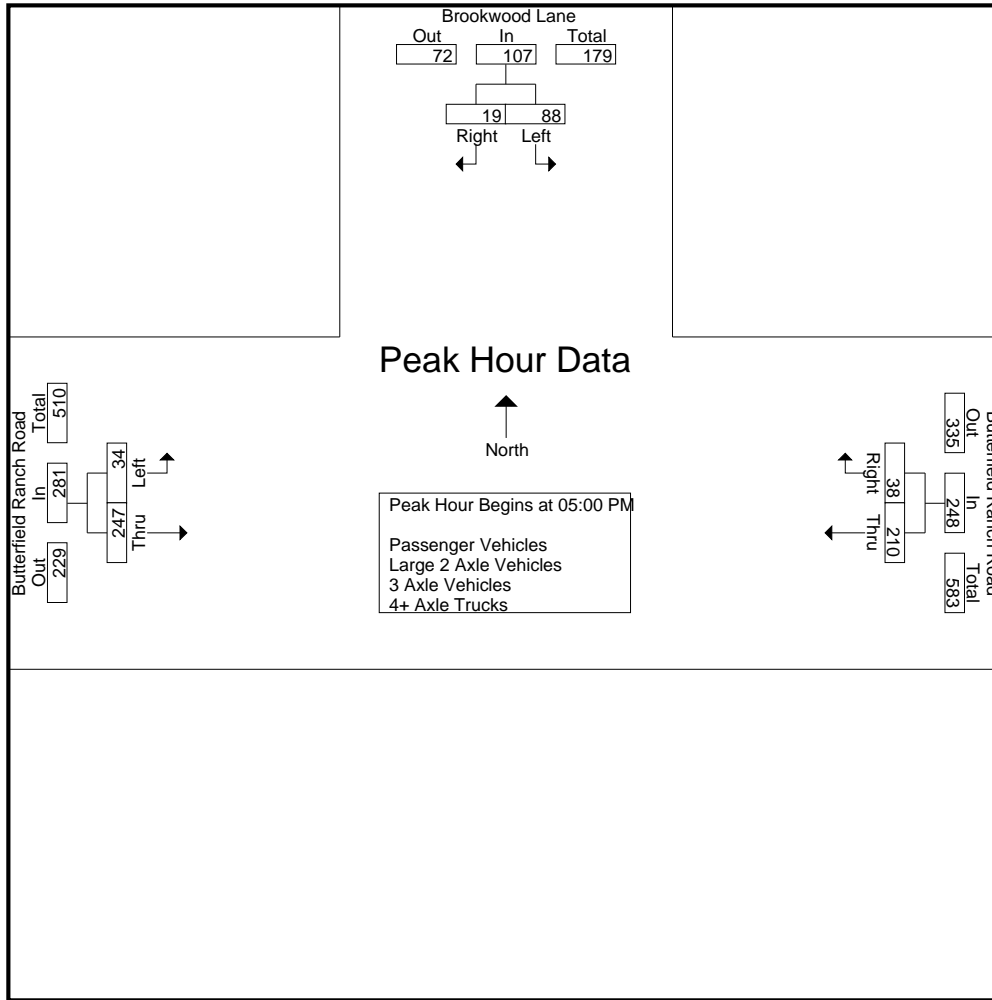 Brookwood Lane
Out In Total
72 107 179
19 88
Right Left
Peak Hour Data
North
Peak Hour Begins at 05:00 PM
Passenger Vehicles
Large 2 Axle Vehicles
3 Axle Vehicles
4+ Axle Trucks
Butterfield Ranch Road
Out In Total
229 281 510
Left
34
Thru
247
Butterfield Ranch Road
Out In Total
335 248 583
Right Thru
38 210